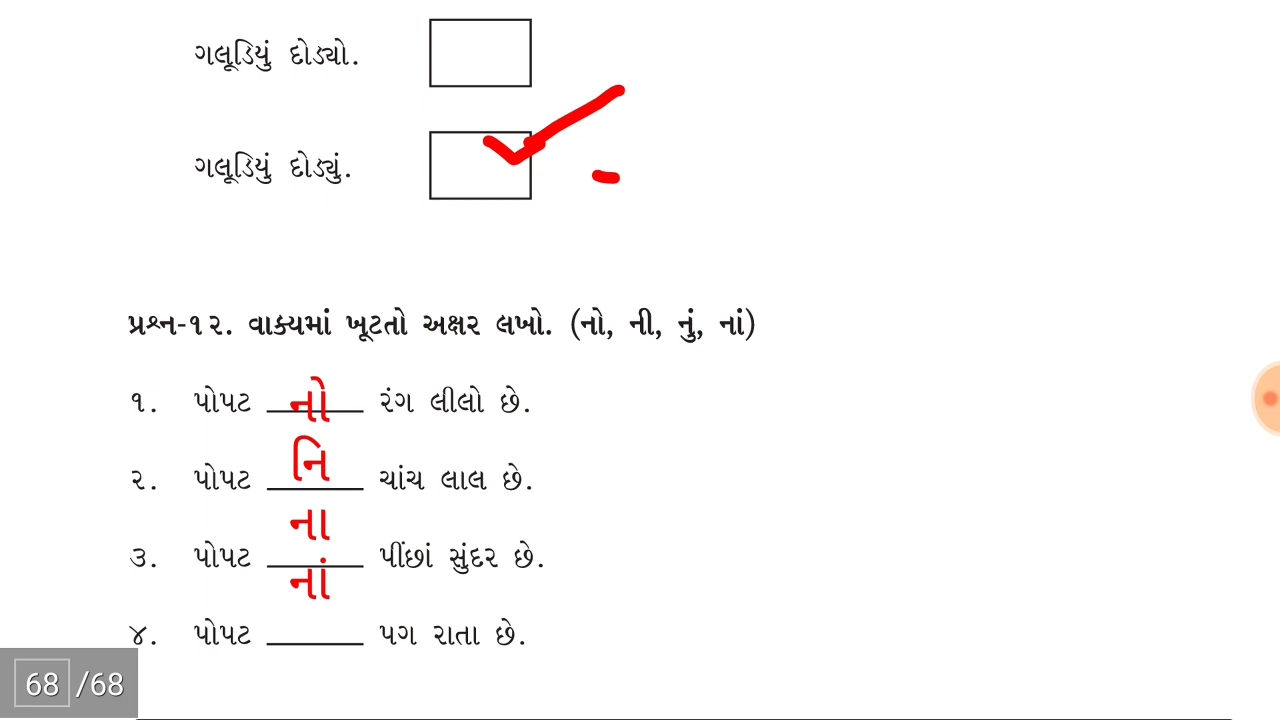 ગલૂડિયું દોડ્યો.
ગલૂડિયું દોડ્યું.
પ્રશ્ન-૧૨. વાક્યમાં ખૂટતો અક્ષર લખો. (નો, ની, નું, નાં)
૧. પોપટ નો રંગ લીલો છે.
૨. પોપટ નિ ચાંચ લાલ છે.
ના
૩. પોપટ નાં પીંછાં સુંદર છે.
૪. પોપટ ______ પગ રાતા છે.
68 /68